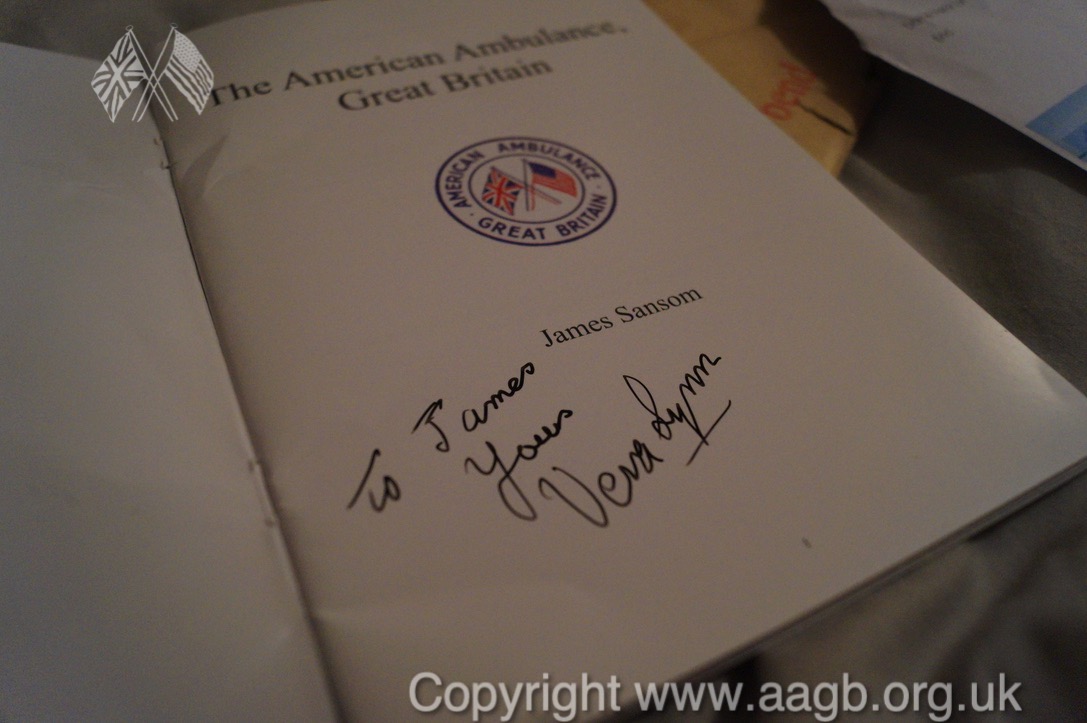 The American Ambulance,
Great Britain
AMERICAN AMBULANCE
· GREAT BRITAIN ·
James Sansom
To James
Yours
Vera Lynn
Copyright www.aagb.org.uk